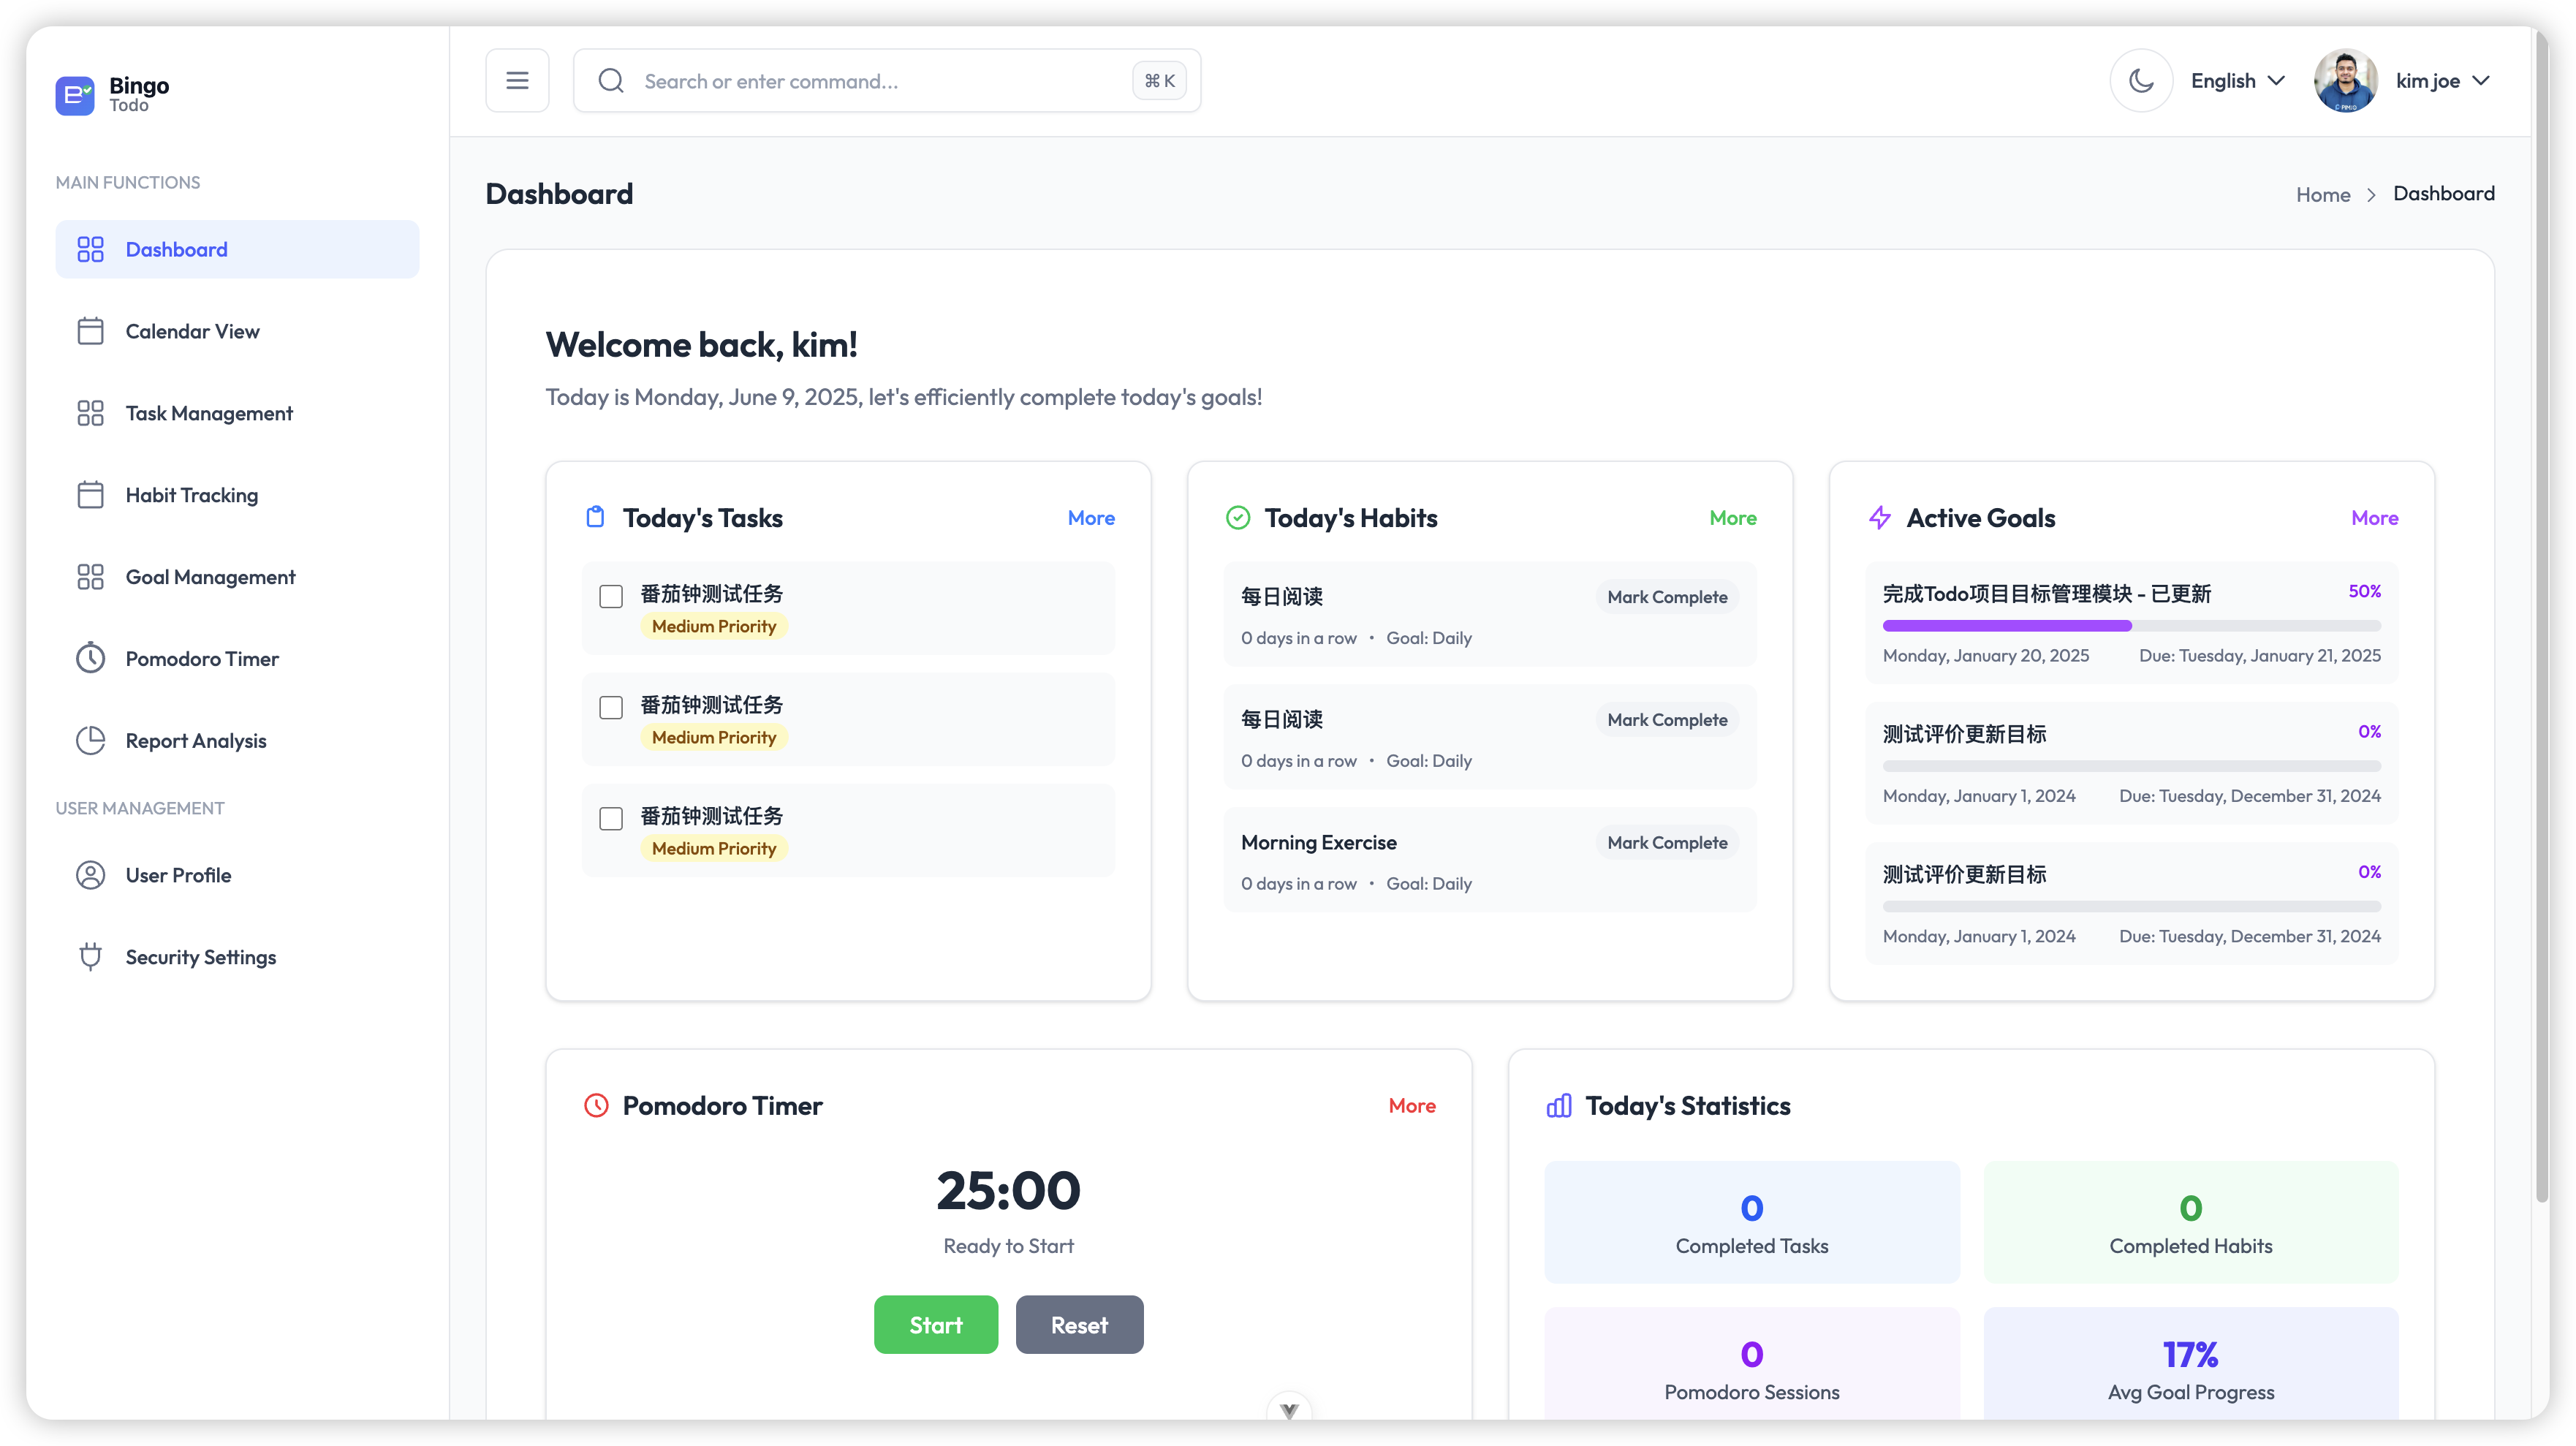 Bingo
Todo
Search or enter command...
⌘ K
English
kim joe
MAIN FUNCTIONS
Dashboard
Calendar View
Task Management
Habit Tracking
Goal Management
Pomodoro Timer
Report Analysis
USER MANAGEMENT
User Profile
Security Settings
Dashboard
Home > Dashboard
Welcome back, kim!
Today is Monday, June 9, 2025, let's efficiently complete today's goals!
Today's Tasks
More
番茄钟测试任务
Medium Priority
番茄钟测试任务
Medium Priority
番茄钟测试任务
Medium Priority
Today's Habits
More
每日阅读
Mark Complete
0 days in a row • Goal: Daily
每日阅读
Mark Complete
0 days in a row • Goal: Daily
Morning Exercise
Mark Complete
0 days in a row • Goal: Daily
Active Goals
More
完成Todo项目目标管理模块 - 已更新
50%
Monday, January 20, 2025
Due: Tuesday, January 21, 2025
测试评价更新目标
0%
Monday, January 1, 2024
Due: Tuesday, December 31, 2024
测试评价更新目标
0%
Monday, January 1, 2024
Due: Tuesday, December 31, 2024
Pomodoro Timer
More
25:00
Ready to Start
Start
Reset
Today's Statistics
0
Completed Tasks
0
Completed Habits
0
Pomodoro Sessions
17%
Avg Goal Progress